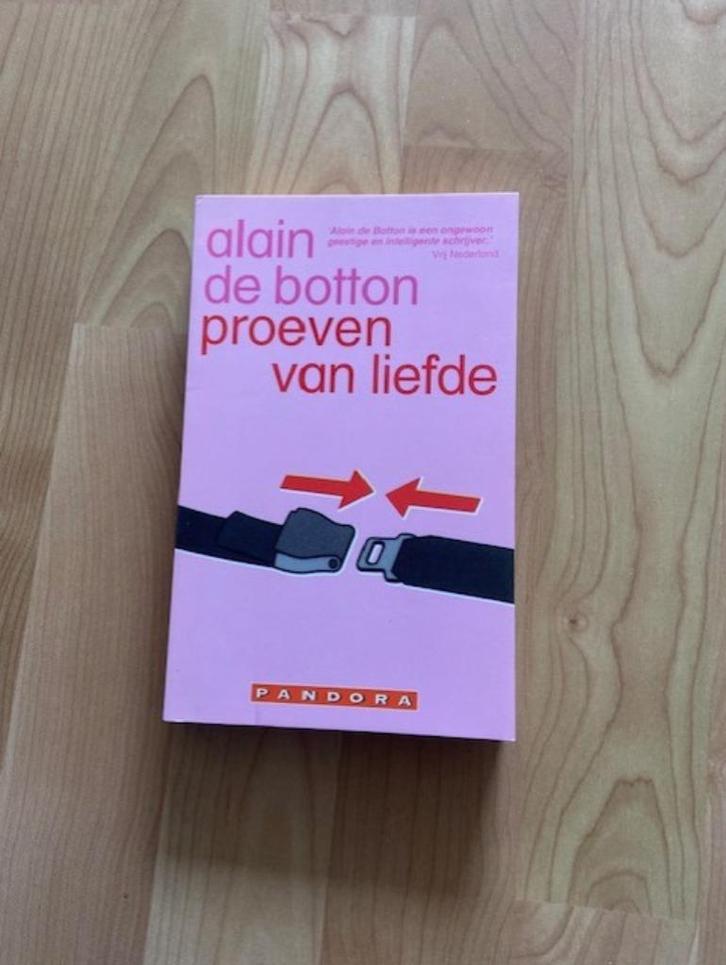 alain
de botton
'Alain de Botton is een ongewoon
geestige en intelligente schrijver.'
Vrij Nederland
proeven
van liefde
PANDORA